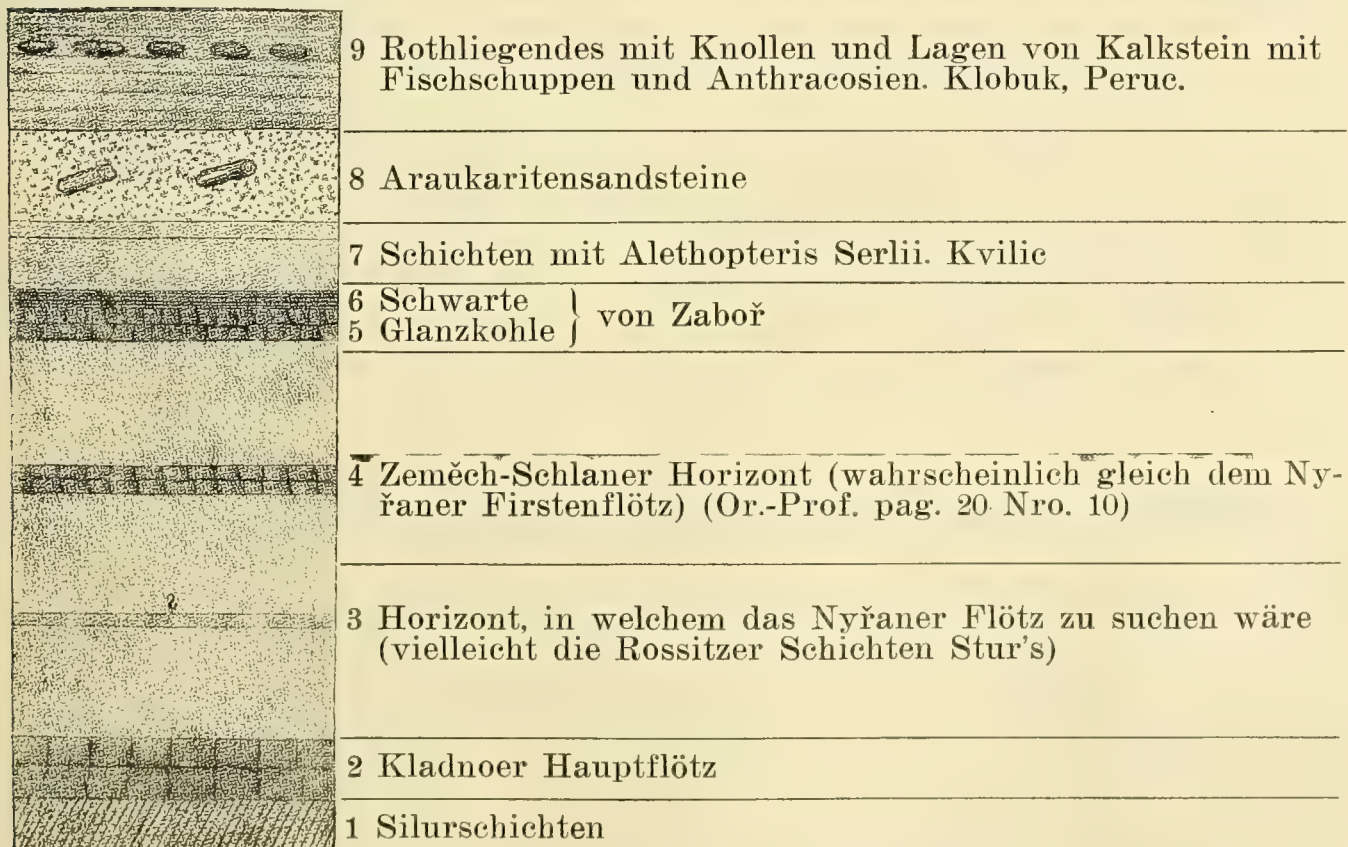 9 Rothliegendes mit Knollen und Lagen von Kalkstein mit
Fischschuppen und Anthracosien. Klobuk, Peruc.
8 Araukaritensandsteine
7 Schichten mit Alethopteris Serlii. Kvilic
6 Schwarte
5 Glanzkohle } von Zaboř
4 Zeměch-Schlaner Horizont (wahrscheinlich gleich dem Ny-
řaner Firstenflötz) (Or.-Prof. pag. 20 Nro. 10)
?
3 Horizont, in welchem das Nyřaner Flötz zu suchen wäre
(vielleicht die Rossitzer Schichten Stur's)
2 Kladnoer Hauptflötz
1 Silurschichten